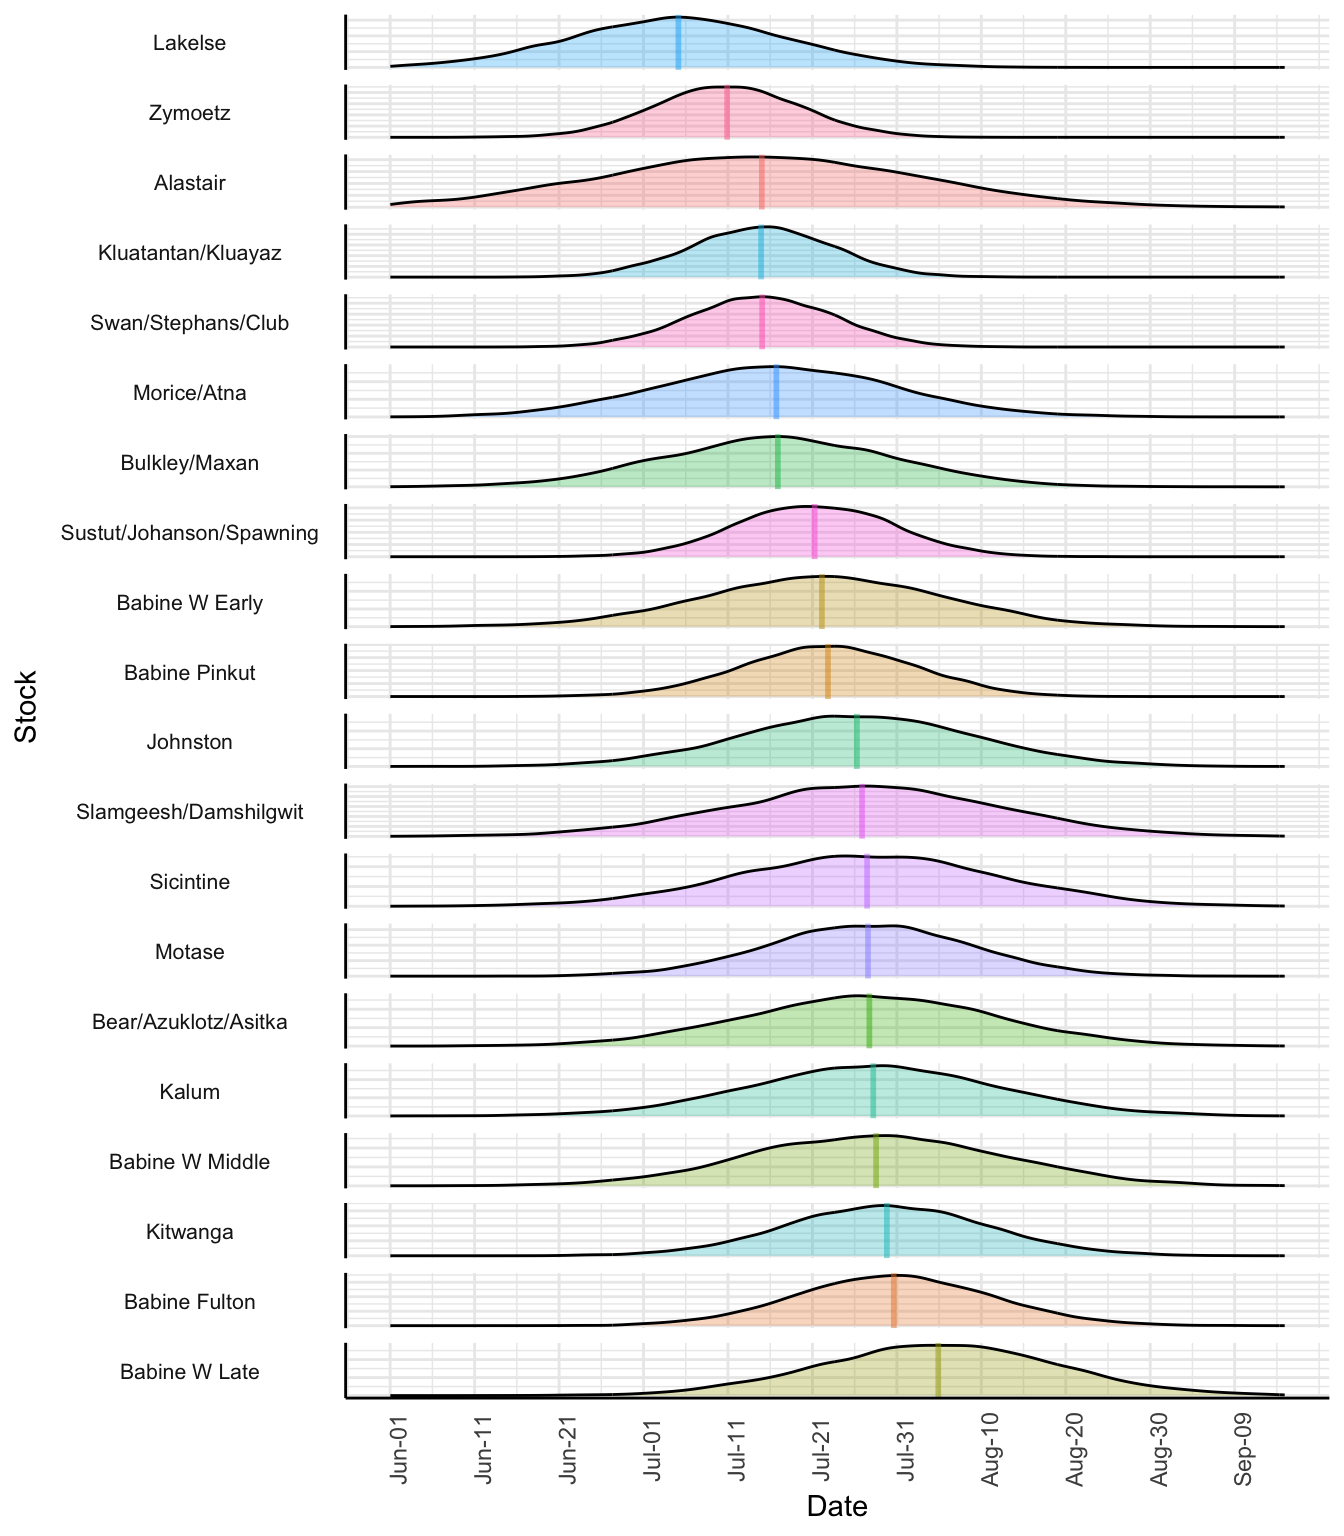 Lakelse
Zymoetz
Alastair
Kluatantan/Kluayaz
Swan/Stephans/Club
Morice/Atna
Bulkley/Maxan
Sustut/Johanson/Spawning
Babine W Early
Babine Pinkut
Johnston
Slamgeesh/Damshilgwit
Sicintine
Motase
Bear/Azuklotz/Asitka
Kalum
Babine W Middle
Kitwanga
Babine Fulton
Babine W Late
Stock
Jun-01
Jun-11
Jun-21
Jul-01
Jul-11
Jul-21
Jul-31
Aug-10
Aug-20
Aug-30
Sep-09
Date